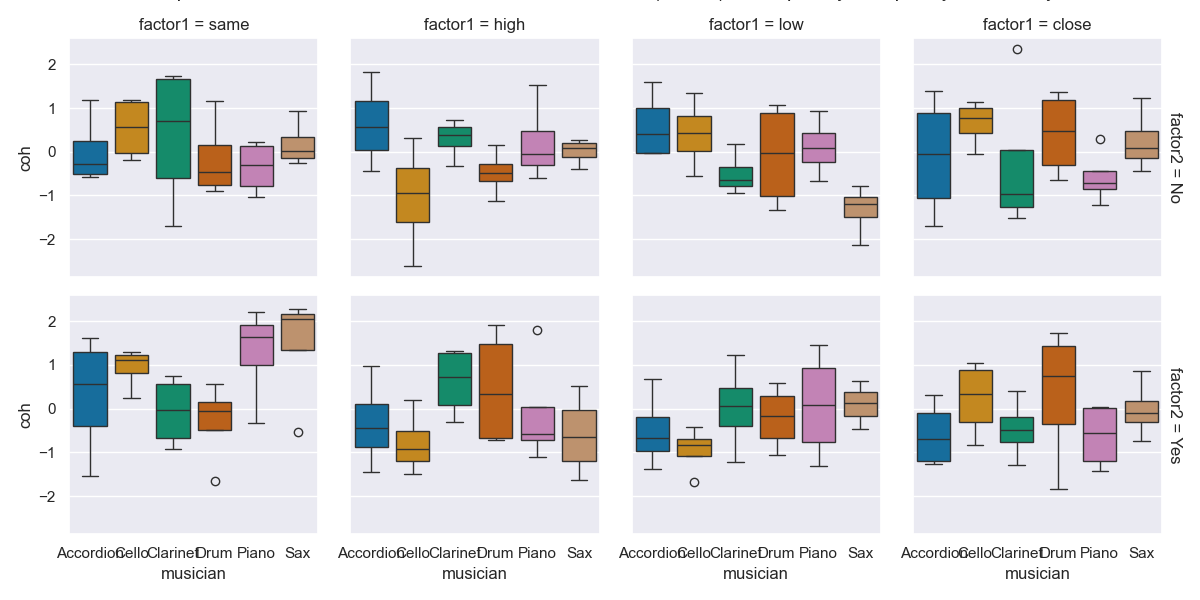 factor1 = same
factor1 = high
factor1 = low
factor1 = close
2
1
0
−1
−2
coh
factor2 = No
2
1
0
−1
−2
coh
factor2 = Yes
Accordion Cello Clarinet Drum Piano Sax
Accordion Cello Clarinet Drum Piano Sax
Accordion Cello Clarinet Drum Piano Sax
Accordion Cello Clarinet Drum Piano Sax
musician
musician
musician
musician